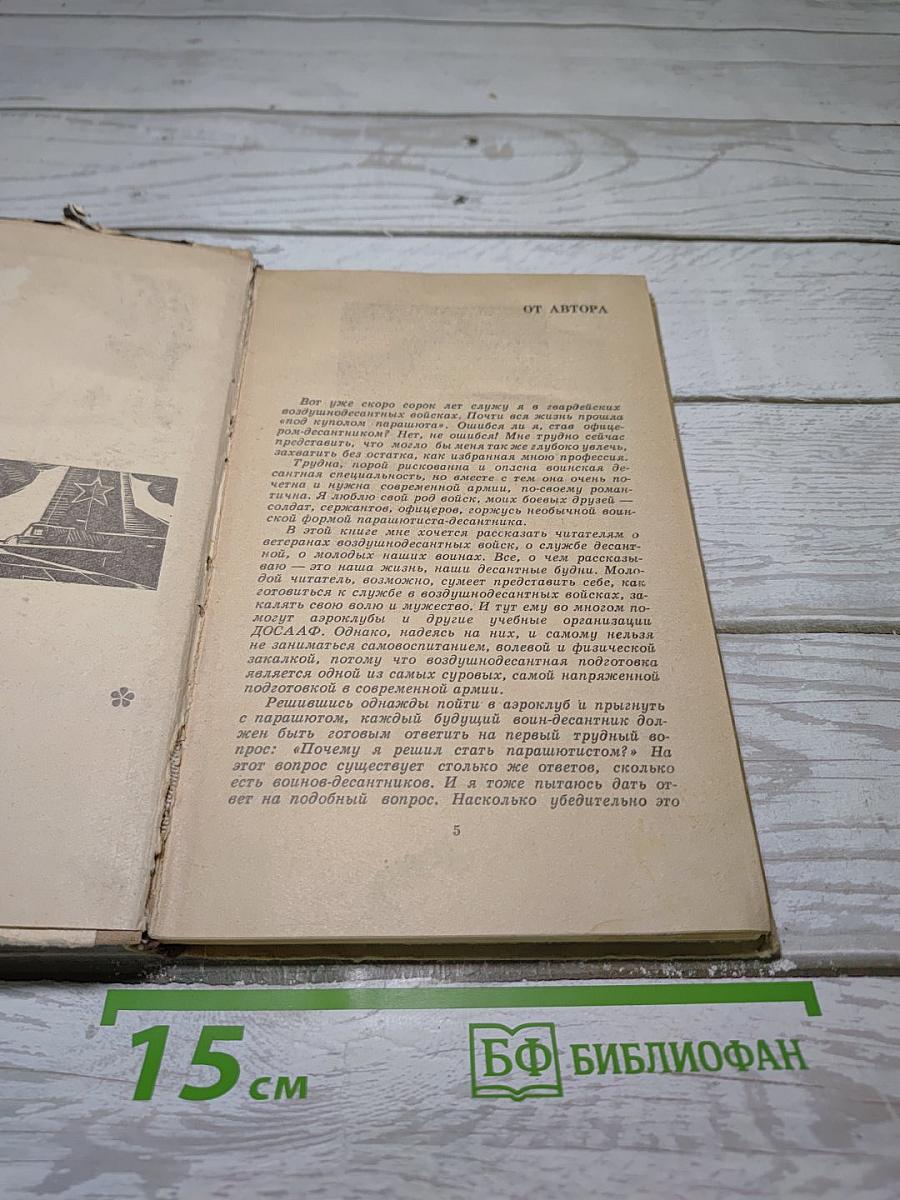 ОТ АВТОРА
Вот уже скоро сорок лет служу я в гвардейских
воздушнодесантных войсках. Почти вся жизнь прошла
«под куполом парашюта». Ошибся ли я, став офице-
ром-десантником? Нет, не ошибся! Мне трудно сейчас
представить, что могло бы меня так же глубоко увлечь,
захватить без остатка, как избранная мною профессия.
Трудна, порой рискованна и опасна воинская де-
сантная специальность, но вместе с тем она очень по-
четна и нужна современной армии, по-своему роман-
тична. Я люблю свой род войск, моих боевых друзей —
солдат, сержантов, офицеров, горжусь необычной воин-
ской формой парашютиста-десантника.
В этой книге мне хочется рассказать читателям о
ветеранах воздушнодесантных войск, о службе десант-
ной, о молодых наших воинах. Все, о чем рассказы-
ваю — это наша жизнь, наши десантные будни. Моло-
дой читатель, возможно, сумеет представить себе, как
готовиться к службе в воздушнодесантных войсках, за-
калять свою волю и мужество. И тут ему во многом по-
могут аэроклубы и другие учебные организации
ДОСААФ. Однако, надеясь на них, и самому нельзя
не заниматься самовоспитанием, волевой и физической
закалкой, потому что воздушнодесантная подготовка
является одной из самых суровых, самой напряженной
подготовкой в современной армии.
Решившись однажды пойти в аэроклуб и прыгнуть
с парашютом, каждый будущий воин-десантник дол-
жен быть готовым ответить на первый трудный во-
прос: «Почему я решил стать парашютистом?» На
этот вопрос существует столько же ответов, сколько
есть воинов-десантников. И я тоже пытаюсь дать от-
вет на подобный вопрос. Насколько убедительно это
5
15 см
БФ БИБЛИОФАН